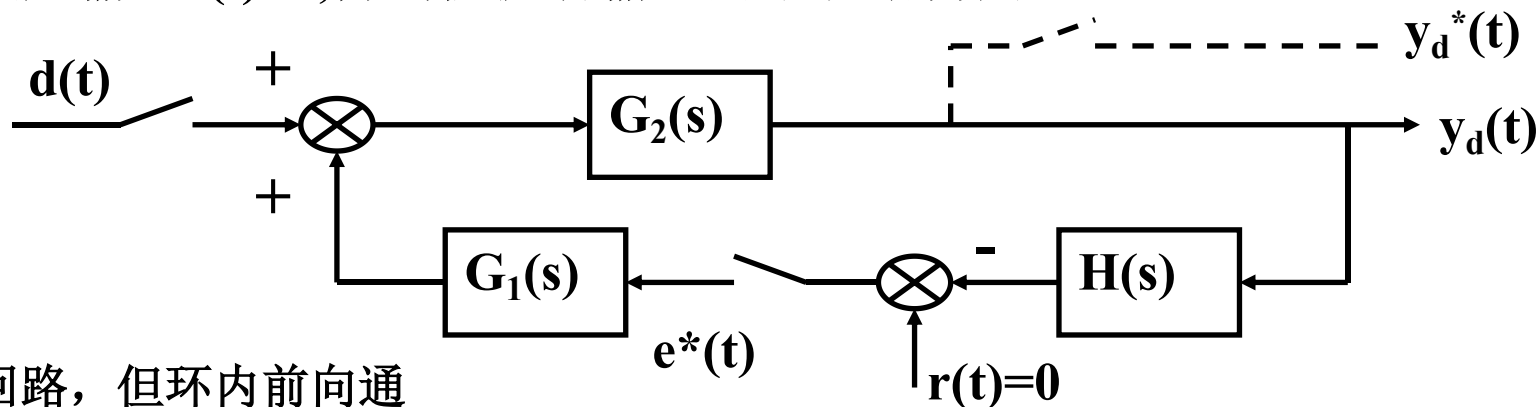 y_d*(t)
d(t)
+
G₂(s)
y_d(t)
+
G₁(s)
-
H(s)
e*(t)
r(t)=0
回路，但环内前向通